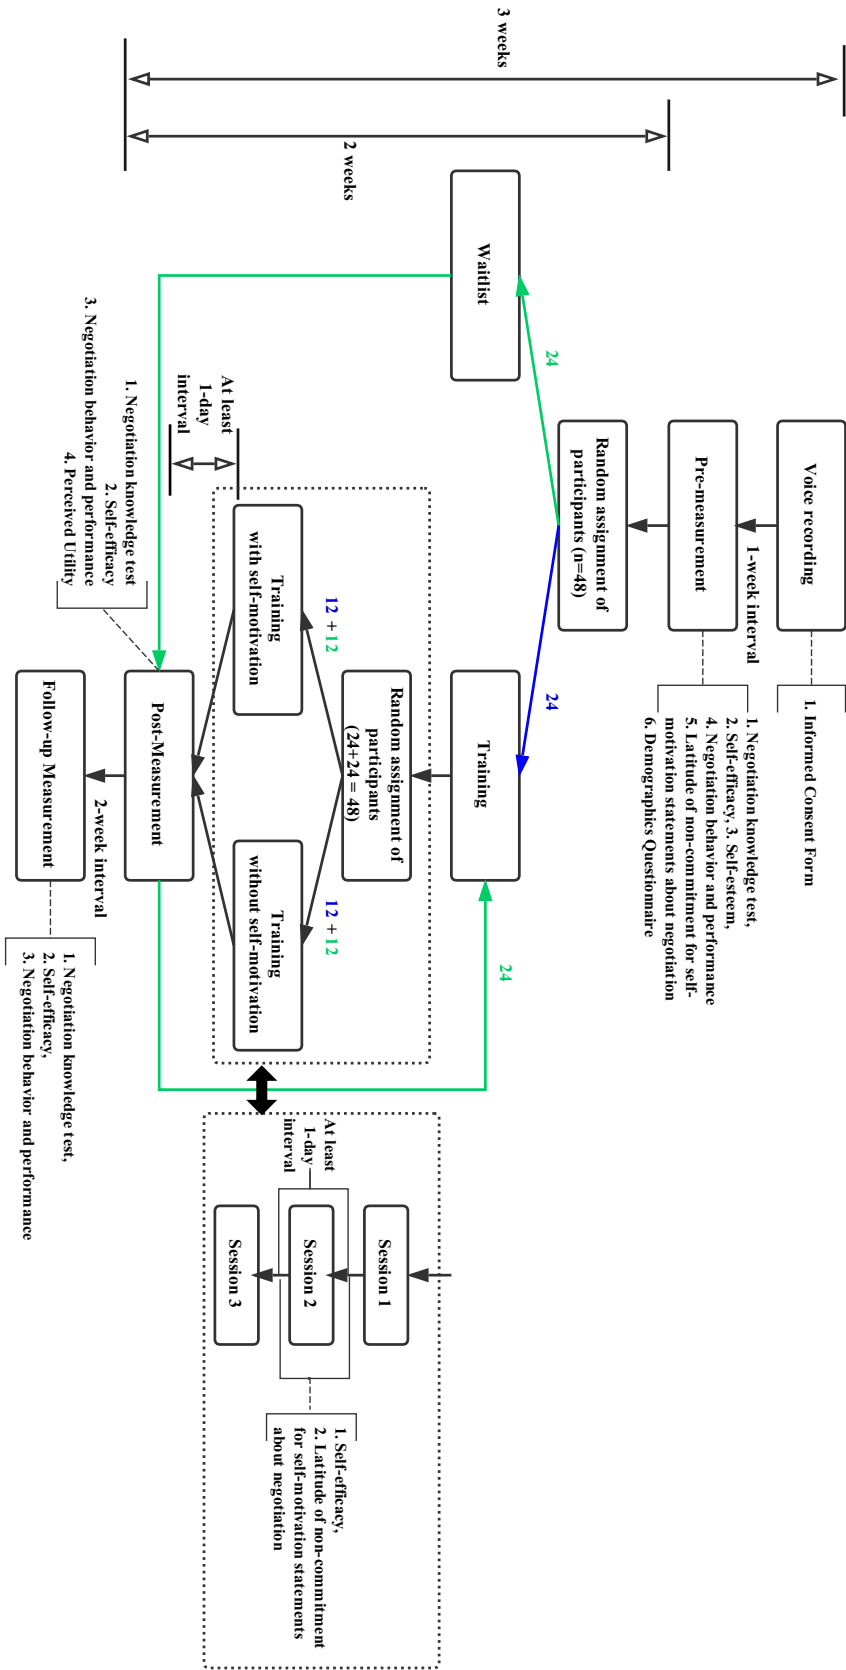 3 weeks
2 weeks
Voice recording
1. Informed Consent Form
1-week interval
Pre-measurement
1. Negotiation knowledge test,
2. Self-efficacy, 3. Self-esteem,
4. Negotiation behavior and performance
5. Latitude of non-commitment for self-
motivation statements about negotiation
6. Demographics Questionnaire
Random assignment of
participants (n=48)
24
24
Waitlist
Training
24
Random assignment of
participants
(24+24 = 48)
12 + 12
12 + 12
Training
with self-motivation
Training
without self-motivation
At least
1-day
interval
Session 1
Session 2
Session 3
At least
1-day
interval
1. Self-efficacy,
2. Latitude of non-commitment
for self-motivation statements
about negotiation
Post-Measurement
1. Negotiation knowledge test
2. Self-efficacy
3. Negotiation behavior and performance
4. Perceived Utility
2-week interval
Follow-up Measurement
1. Negotiation knowledge test,
2. Self-efficacy,
3. Negotiation behavior and performance